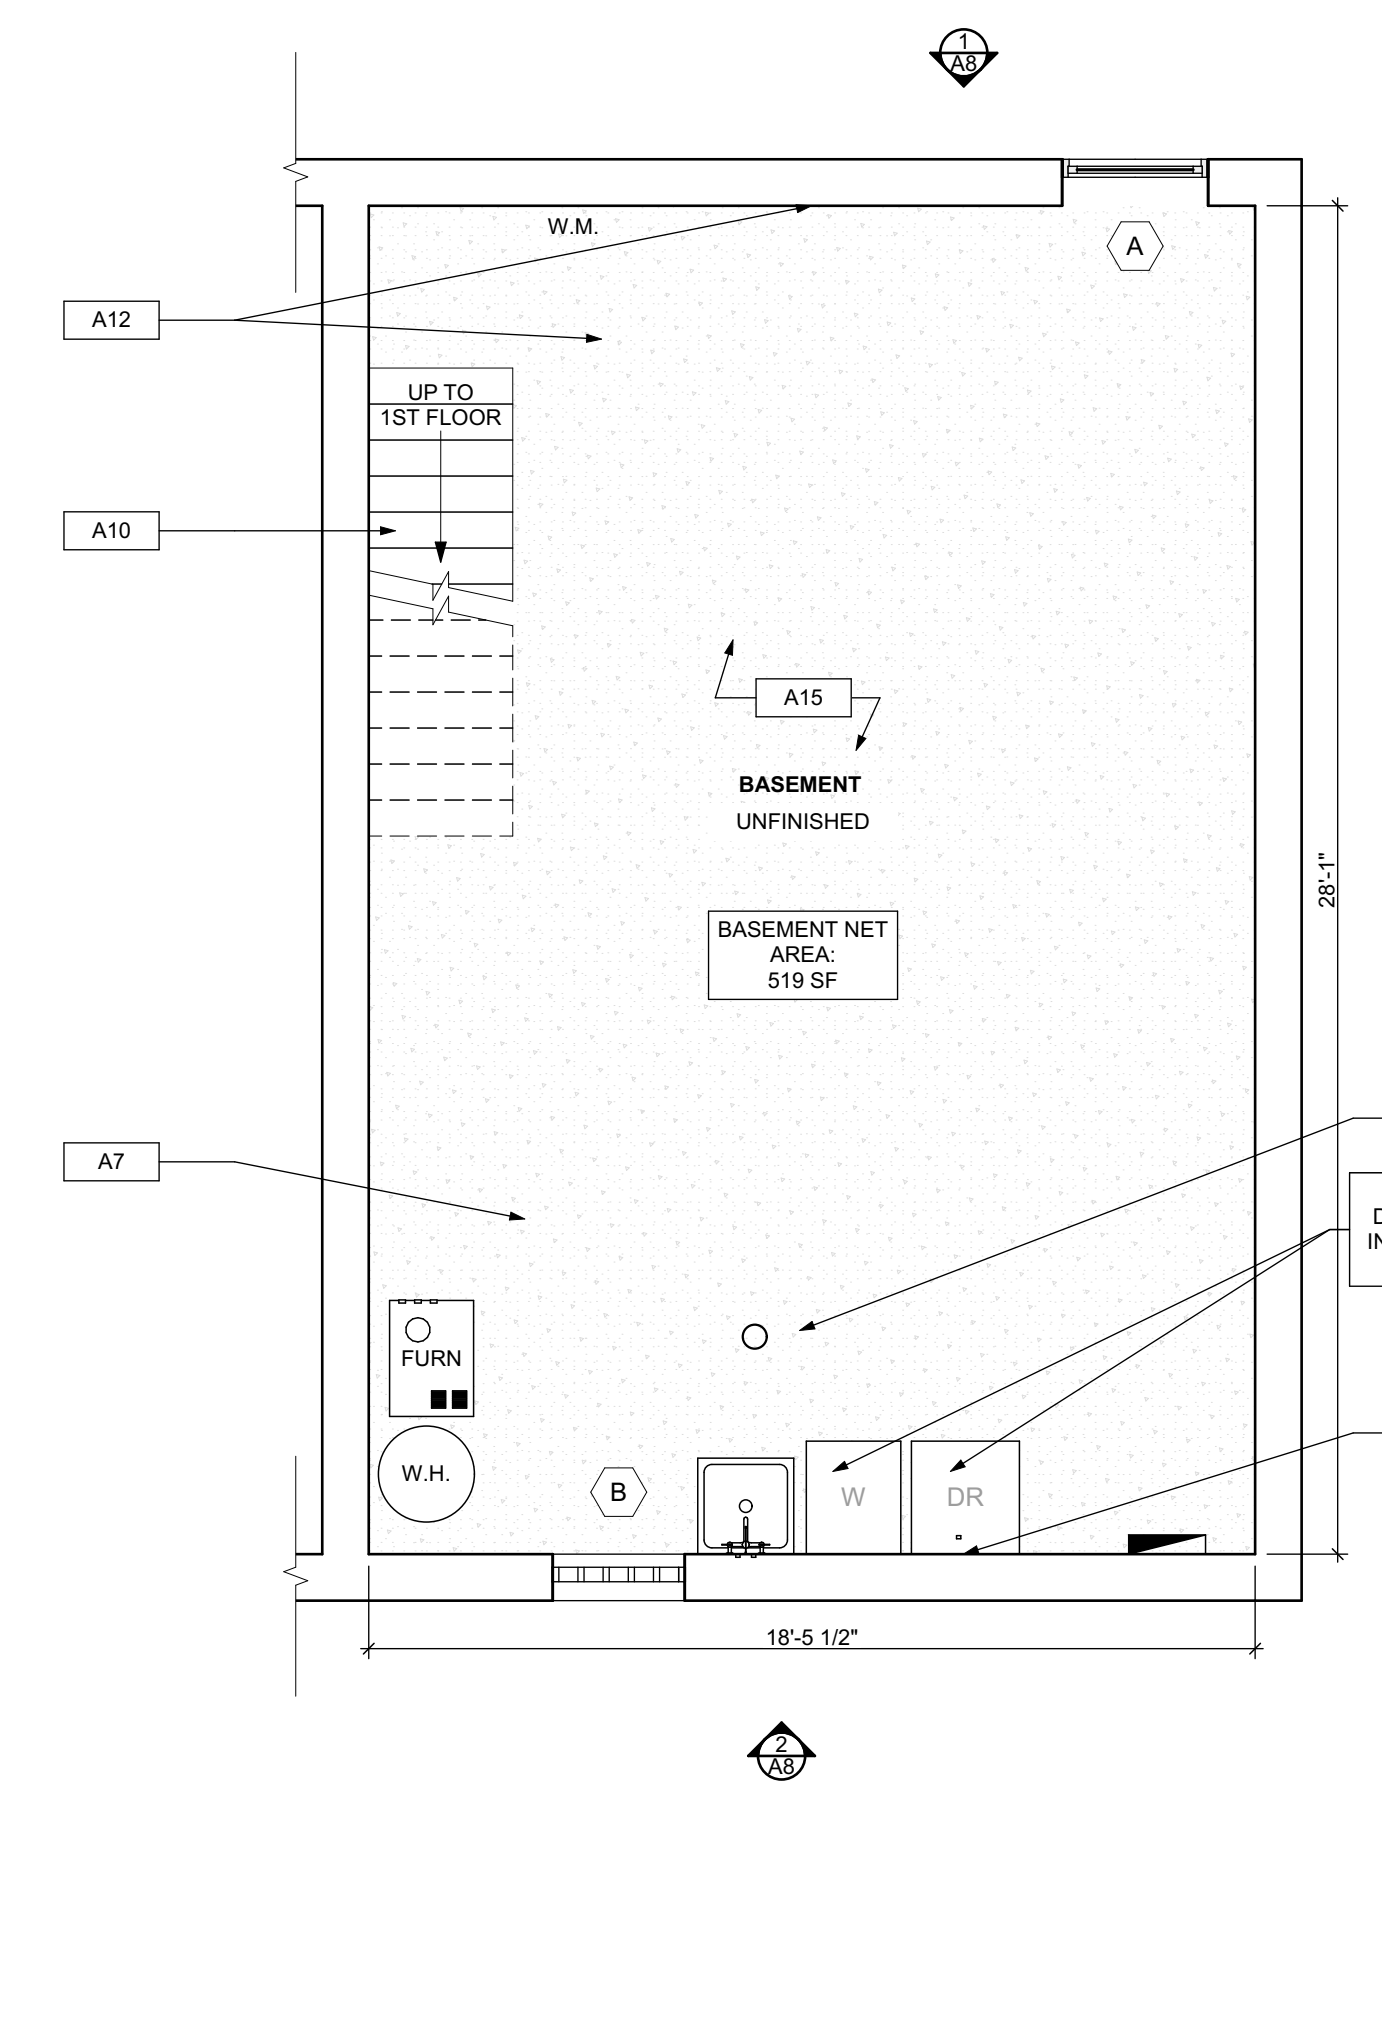 1
A8
W.M.
A
A12
UP TO
1ST FLOOR
A10
A15
BASEMENT
UNFINISHED
28'-1"
BASEMENT NET
AREA:
519 SF
A7
FURN
W.H.
B
W
DR
18'-5 1/2"
2
A8